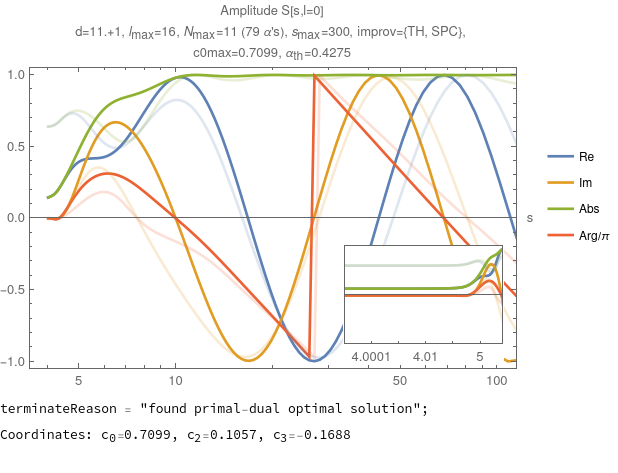 Amplitude S[s,l=0]
d=11.+1, lmax=16, Nmax=11 (79 α's), smax=300, improv={TH, SPC},
c0max=0.7099, αth=0.4275
1.0
0.5
0.0
-0.5
-1.0
5
10
50
100
s
4.0001
4.01
5
Re
Im
Abs
Arg/π
terminateReason = "found primal-dual optimal solution";
Coordinates: c0=0.7099, c2=0.1057, c3=-0.1688